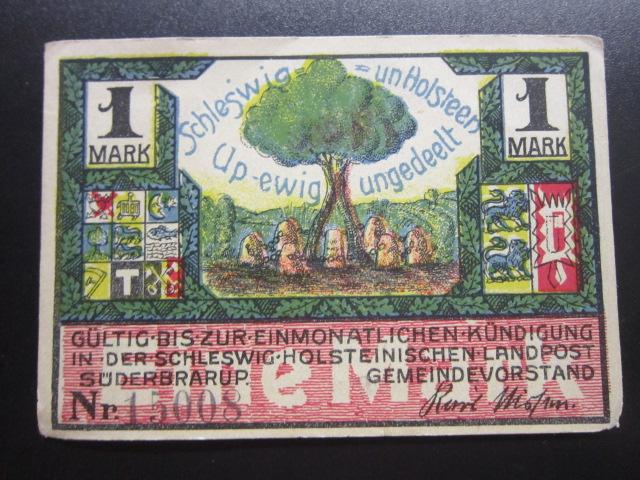 1 MARK
Schleswig= =un Holsteen
Up-ewig ungedeelt
1 MARK
T
GÜLTIG·BIS·ZUR·EINMONATLICHEN·KÜNDIGUNG
IN·DER·SCHLESWIG·HOLSTEINISCHEN·LANDPOST
SÜDERBRARUP. GEMEINDEVORSTAND
Nr. 15008